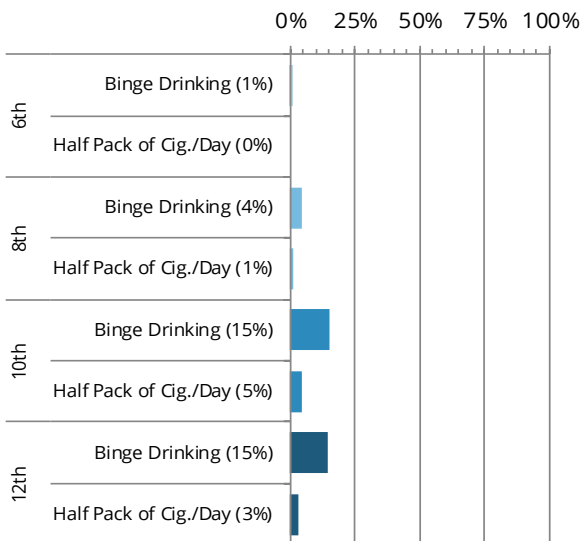 0% 25% 50% 75% 100%
6th
Binge Drinking (1%)
Half Pack of Cig./Day (0%)
8th
Binge Drinking (4%)
Half Pack of Cig./Day (1%)
10th
Binge Drinking (15%)
Half Pack of Cig./Day (5%)
12th
Binge Drinking (15%)
Half Pack of Cig./Day (3%)